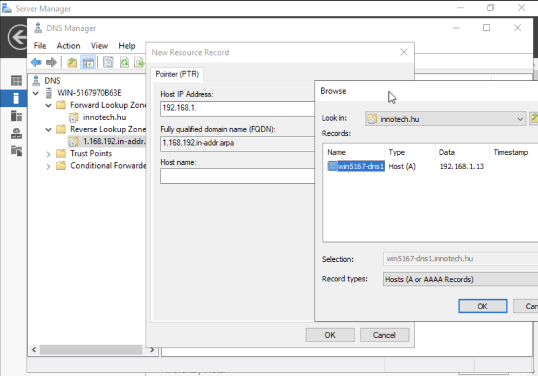 Server Manager
DNS Manager
File Action View Help
DNS
WIN-5167970B63E
Forward Lookup Zone
innotech.hu
Reverse Lookup Zone
1.168.192.in-addr.
Trust Points
Conditional Forwarde
New Resource Record
Pointer (PTR)
Host IP Address:
192.168.1.
Fully qualified domain name (FQDN):
1.168.192.in-addr.arpa
Host name:
OK Cancel
Browse
Look in: innotech.hu
Records:
Name Type Data Timestamp
win5167-dns1 Host (A) 192.168.1.13
Selection: win5167-dns1.innotech.hu
Record types: Hosts (A or AAAA Records)
OK Can